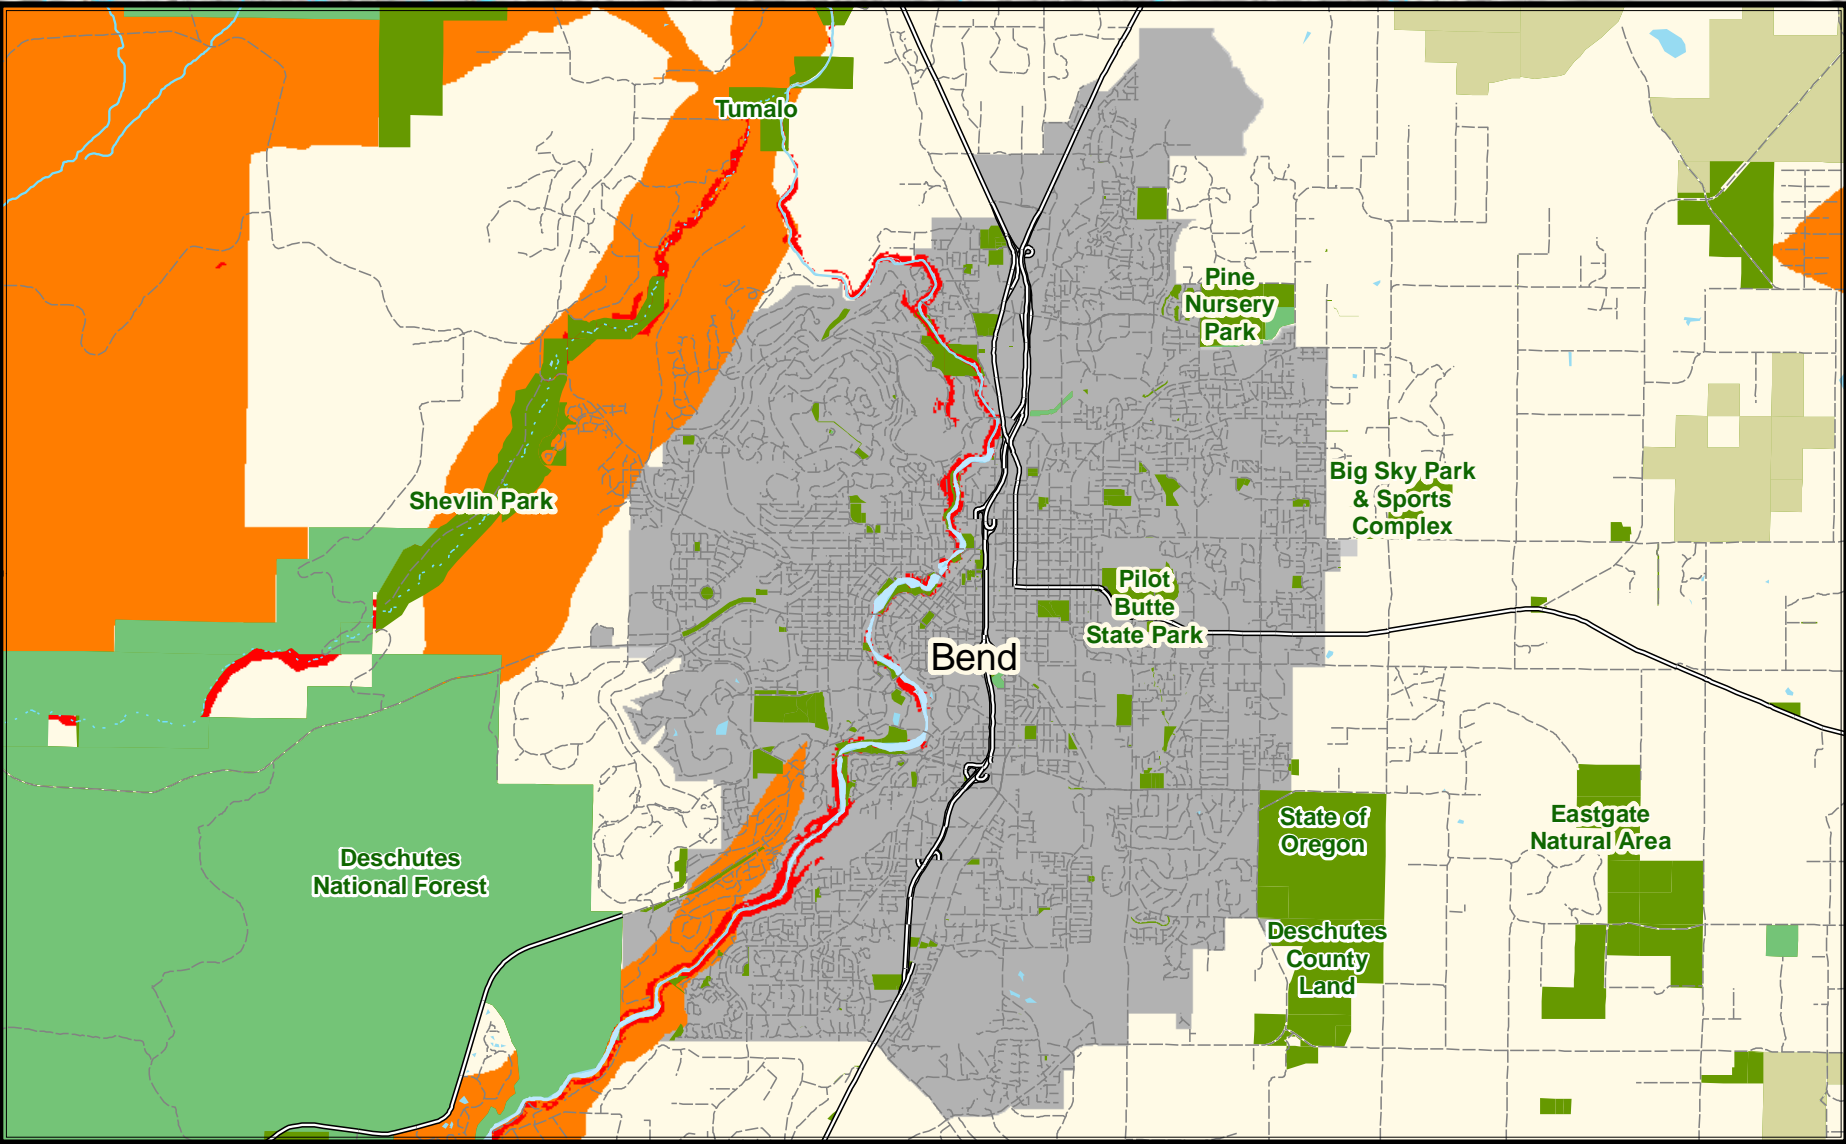 Tumalo
Pine
Nursery
Park
Shevlin Park
Big Sky Park
& Sports
Complex
Pilot
Butte
State Park
Bend
State of
Oregon
Eastgate
Natural Area
Deschutes
National Forest
Deschutes
County
Land